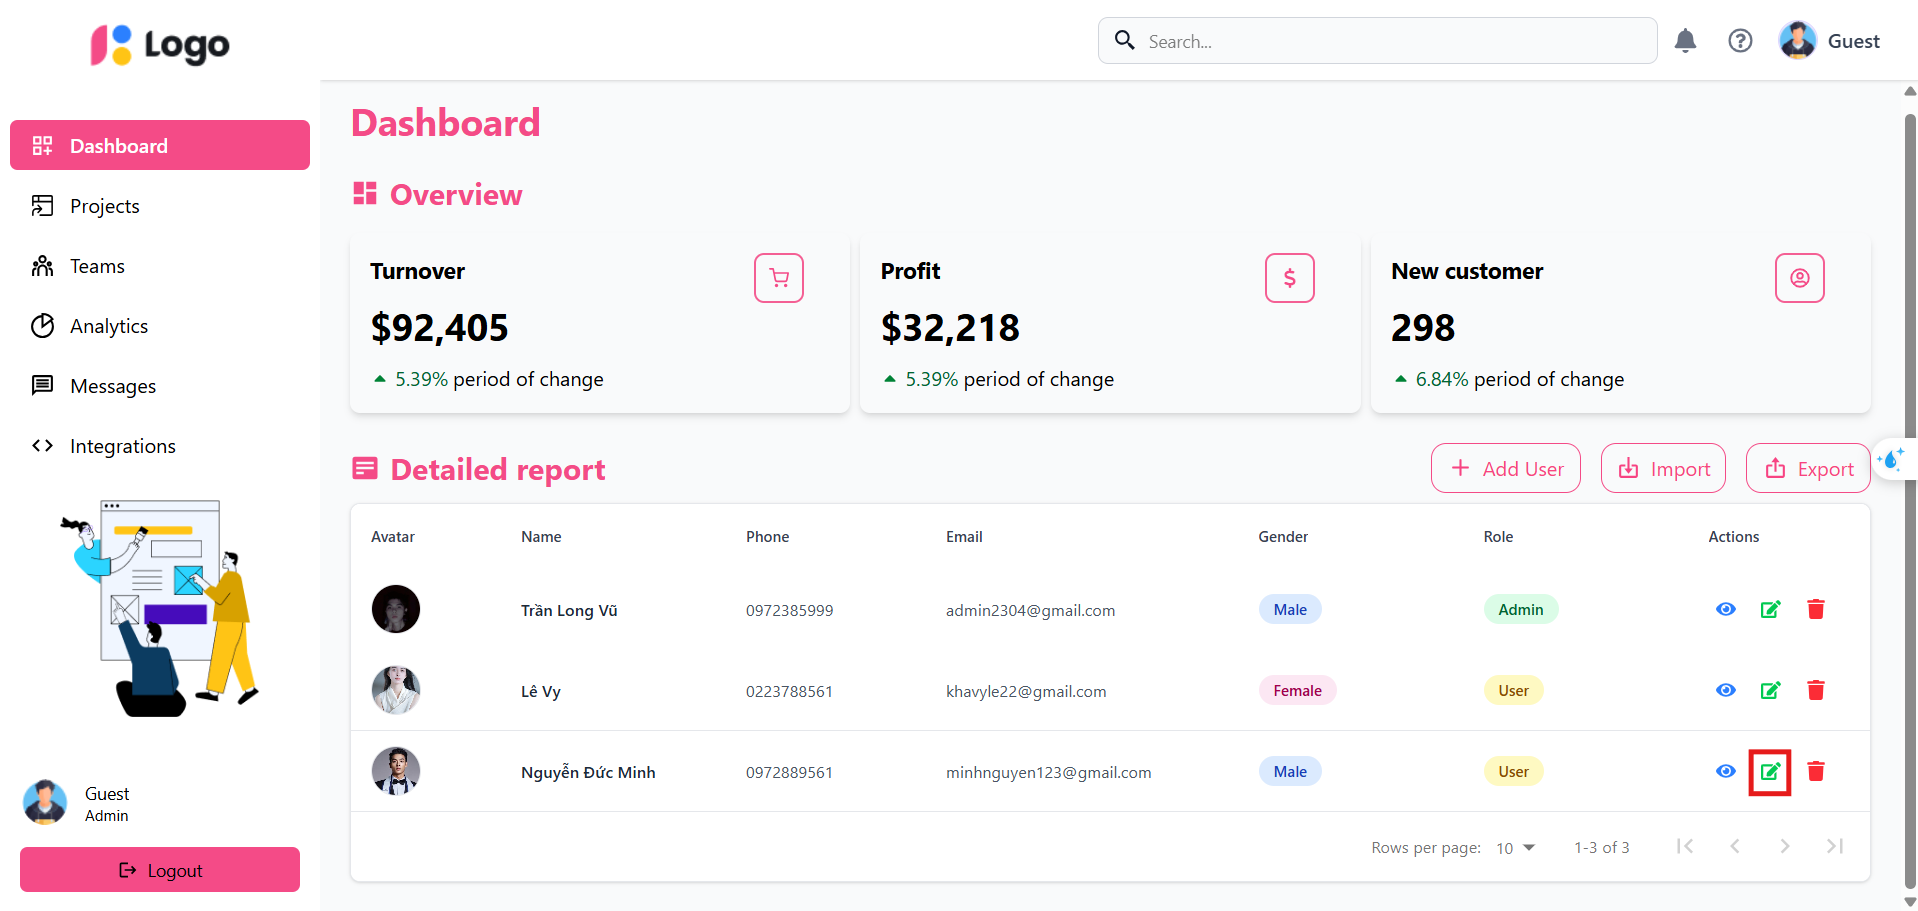 Logo
Search...
Guest
Dashboard
Projects
Teams
Analytics
Messages
Integrations
Guest
Admin
Logout
Dashboard
Overview
Turnover
$92,405
5.39% period of change
Profit
$
$32,218
5.39% period of change
New customer
298
6.84% period of change
Detailed report
Add User
Import
Export
Avatar Name Phone Email Gender Role Actions
Trần Long Vũ 0972385999 admin2304@gmail.com Male Admin
Lê Vy 0223788561 khavyle22@gmail.com Female User
Nguyễn Đức Minh 0972889561 minhnguyen123@gmail.com Male User
Rows per page: 10 1-3 of 3